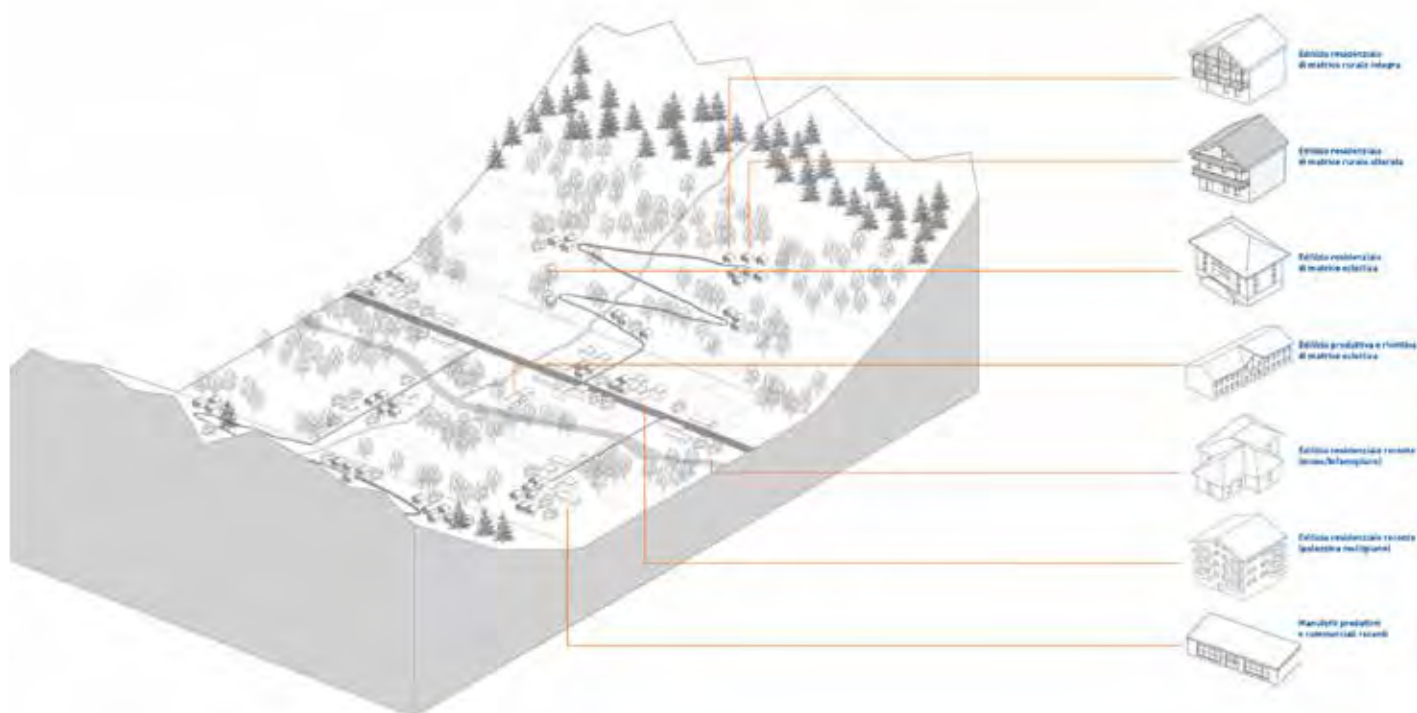 Edilizia residenziale
di matrice rurale integra
Edilizia residenziale
di matrice rurale alterata
Edilizia residenziale
di matrice eclettica
Edilizia produttiva e ricettiva
di matrice eclettica
Edilizia residenziale recente
(mono/bifamigliare)
Edilizia residenziale recente
(palazzina multipiano)
Manufatti produttivi
e commerciali recenti